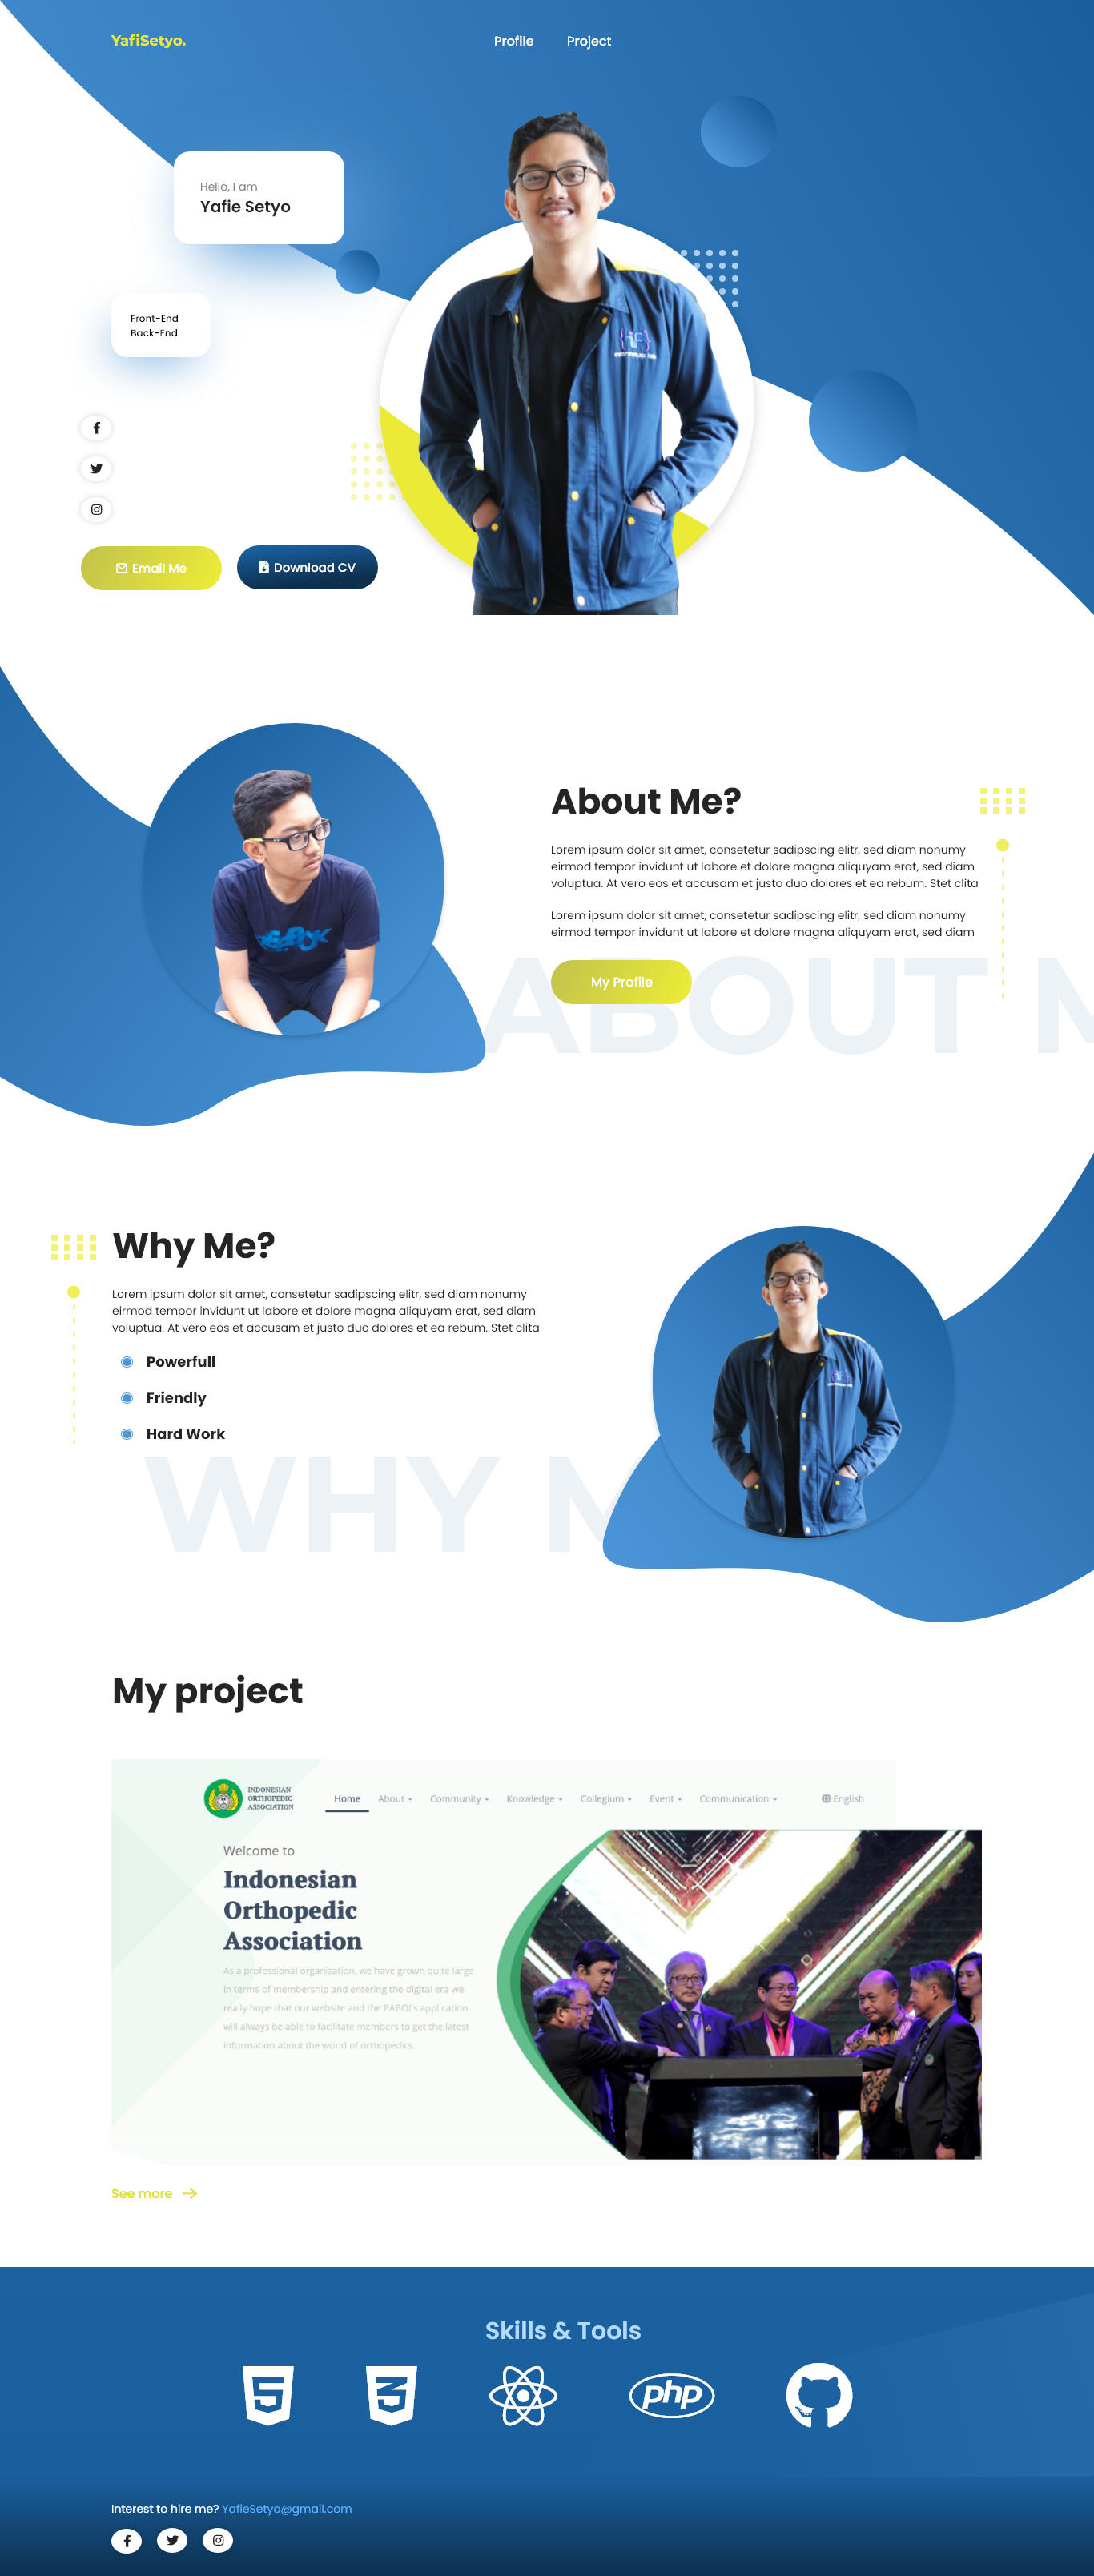 YafiSetyo.
Profile
Project
Hello, I am
Yafie Setyo
Front-End
Back-End
Email Me
Download CV
About Me?
Lorem ipsum dolor sit amet, consetetur sadipscing elitr, sed diam nonumy
eirmod tempor invidunt ut labore et dolore magna aliquyam erat, sed diam
voluptua. At vero eos et accusam et justo duo dolores et ea rebum. Stet clita
Lorem ipsum dolor sit amet, consetetur sadipscing elitr, sed diam nonumy
eirmod tempor invidunt ut labore et dolore magna aliquyam erat, sed diam
My Profile
ABOUT M
REEBOK
Why Me?
Lorem ipsum dolor sit amet, consetetur sadipscing elitr, sed diam nonumy
eirmod tempor invidunt ut labore et dolore magna aliquyam erat, sed diam
voluptua. At vero eos et accusam et justo duo dolores et ea rebum. Stet clita
Powerfull
Friendly
Hard Work
WHY M
My project
INDONESIAN
ORTHOPEDIC
ASSOCIATION
Home
About
Community
Knowledge
Collegium
Event
Communication
English
Welcome to
Indonesian
Orthopedic
Association
As a professional organization, we have grown quite large
in terms of membership and entering the digital era we
really hope that our website and the PABOI's application
will always be able to facilitate members to get the latest
information about the world of orthopedics.
See more
Skills & Tools
5
3
php
Interest to hire me? YafieSetyo@gmail.com